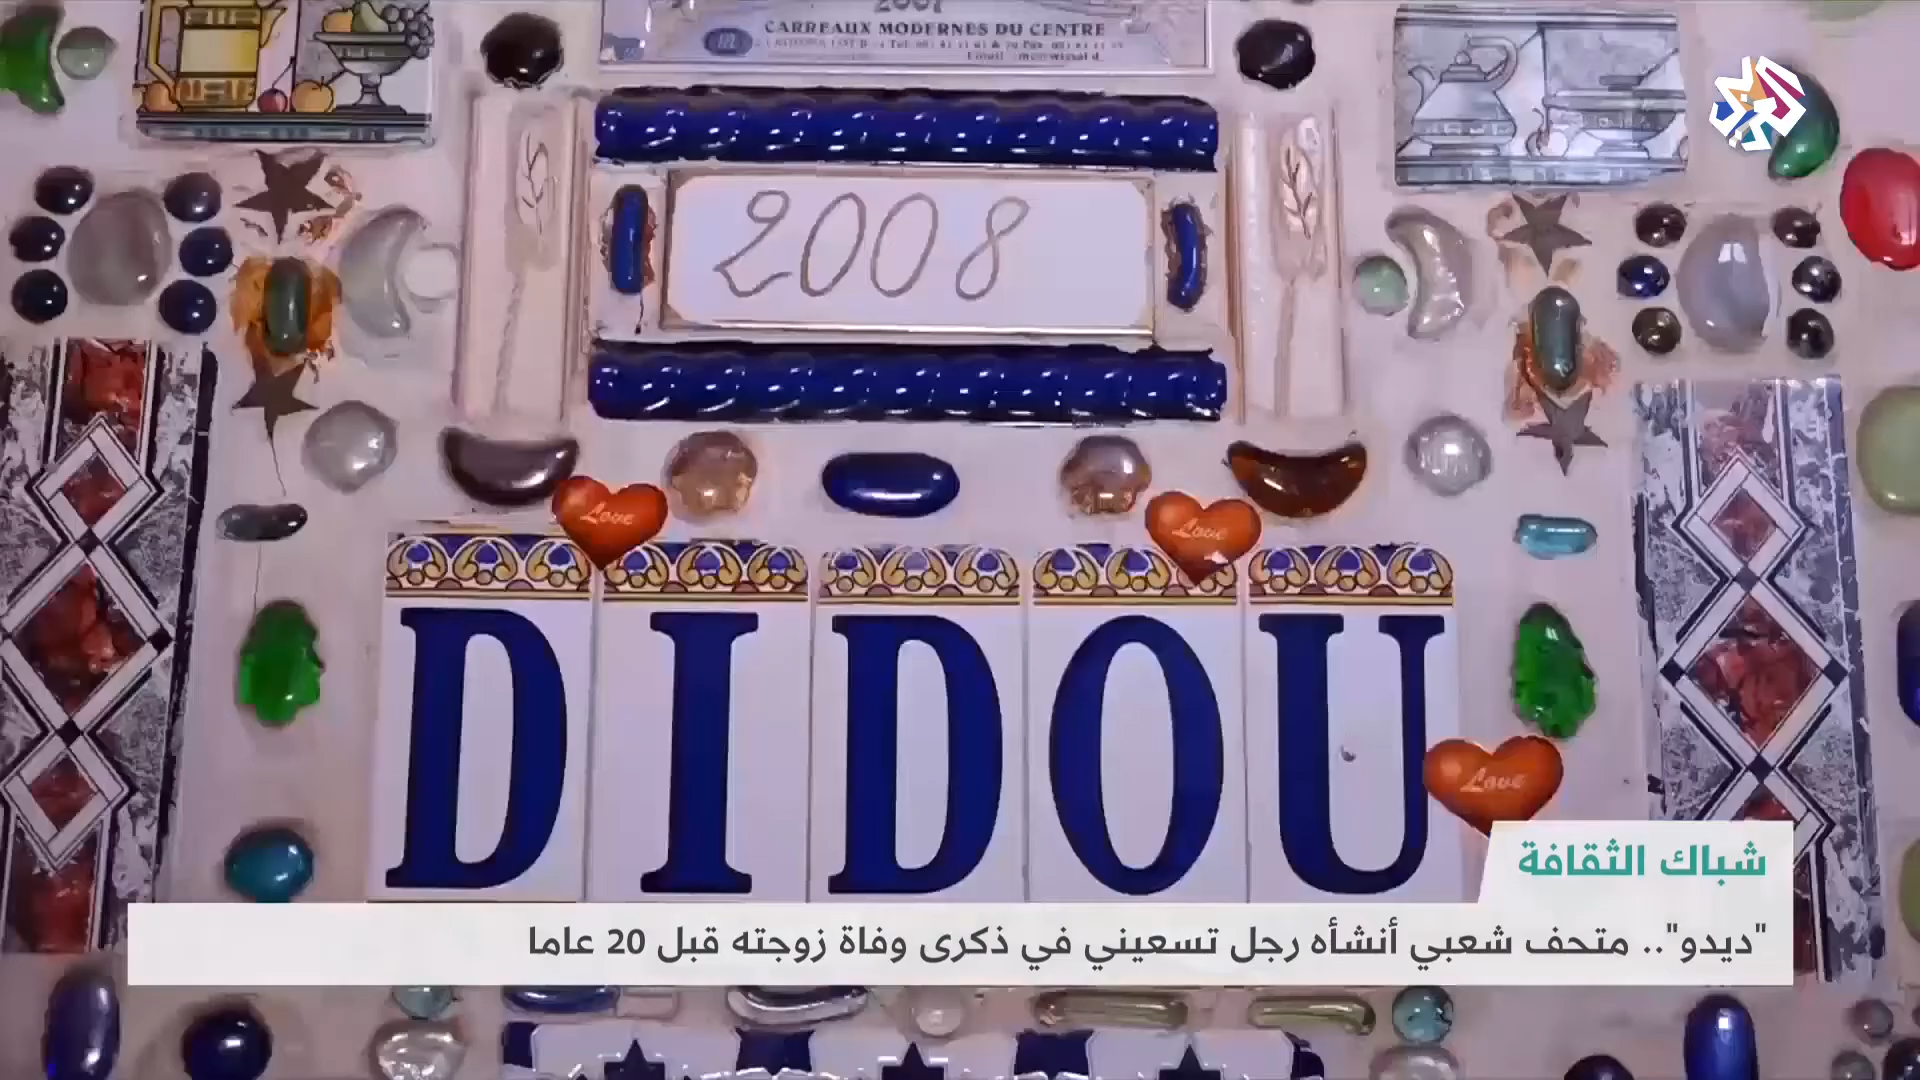 2007
CARREAUX MODERNES DU CENTRE
2008
Love
Love
DIDOU
Love
شباك الثقافة
"ديدو".. متحف شعبي أنشأه رجل تسعيني في ذكرى وفاة زوجته قبل 20 عاما